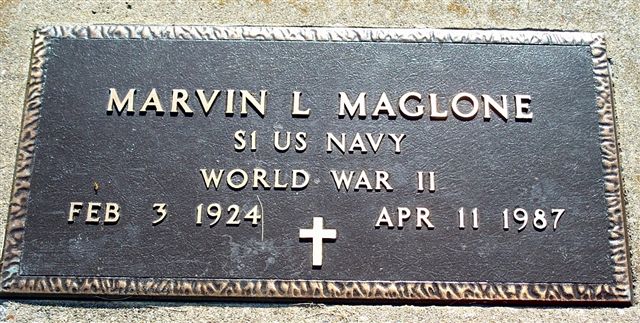 MARVIN L MAGLONE
S1 US NAVY
WORLD WAR II
FEB 3 1924 APR 11 1987